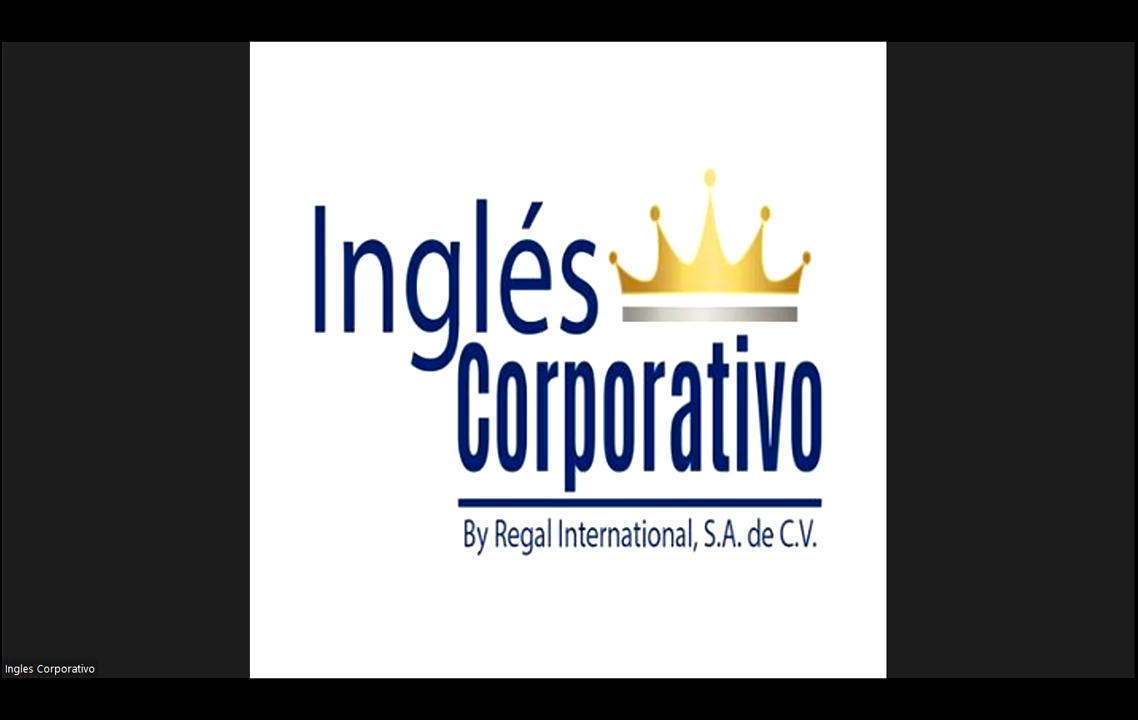 Inglés
Corporativo
By Regal International, S.A. de C.V.
Ingles Corporativo